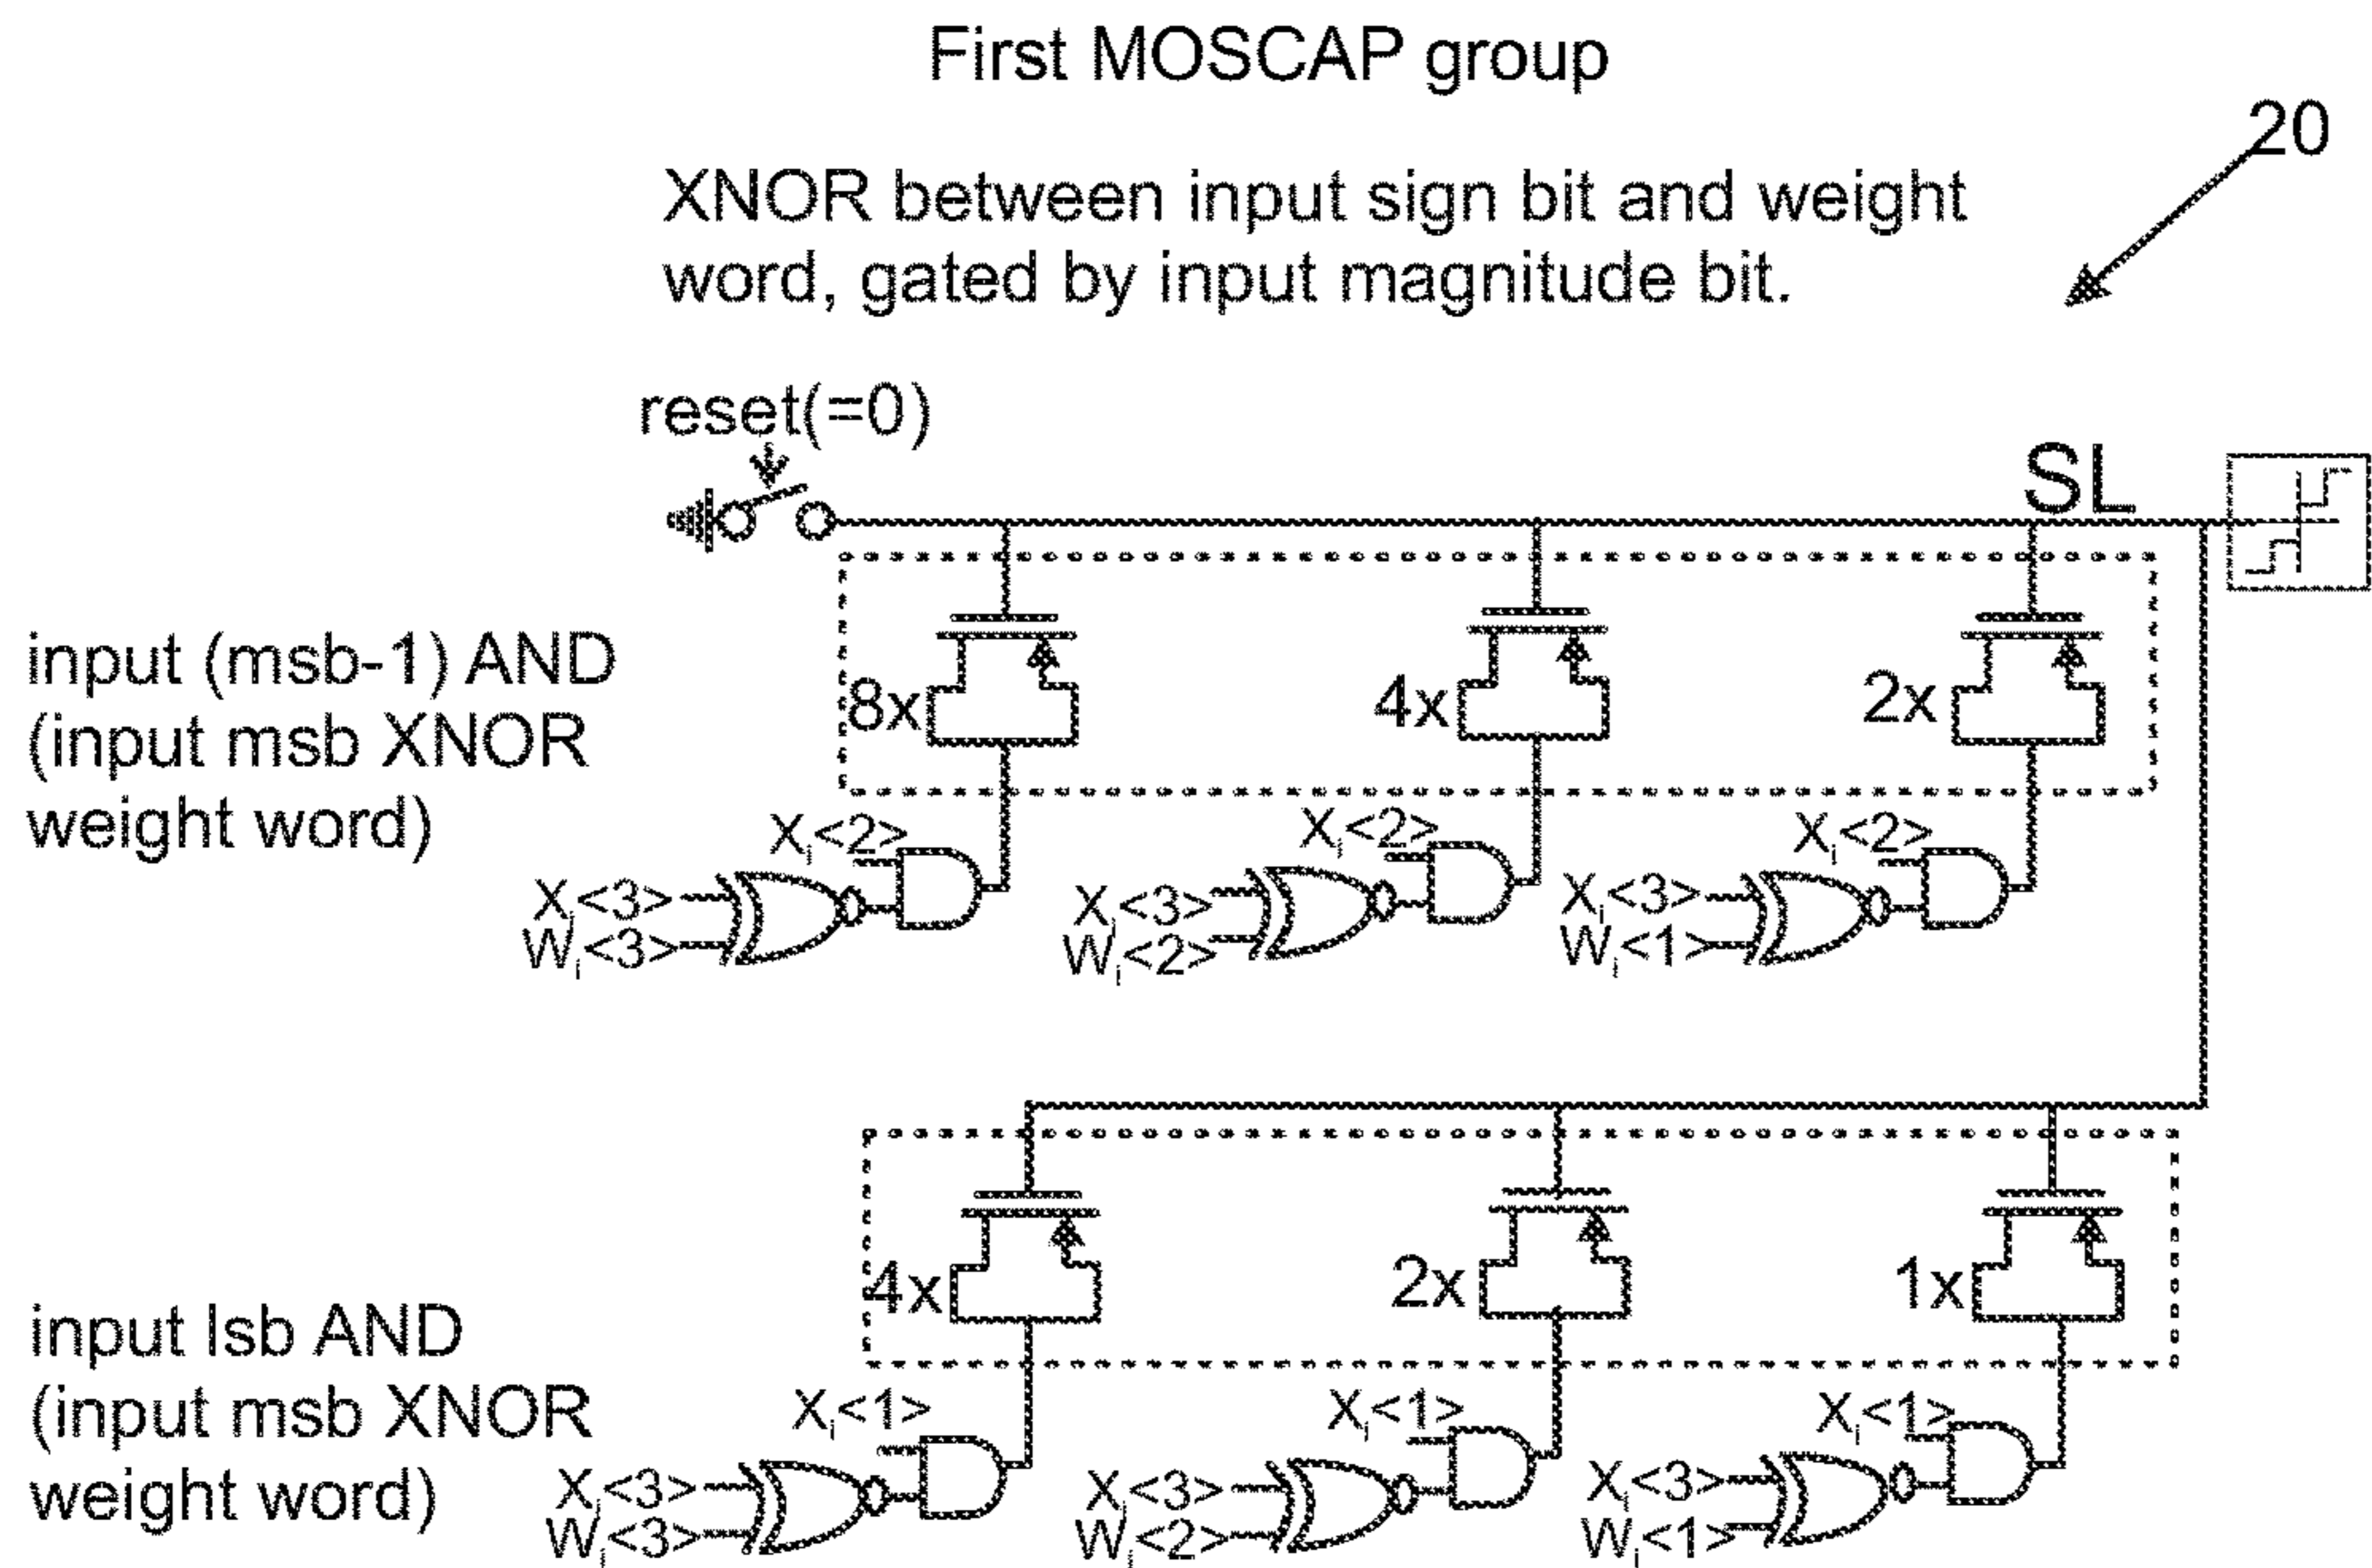 First MOSCAP group
20
XNOR between input sign bit and weight
word, gated by input magnitude bit.
reset(=0)
SL
input (msb-1) AND
(input msb XNOR
weight word)
8x
4x
2x
Xi<2>
Xi<2>
Xi<2>
Xi<3>
Wi<3>
Xi<3>
Wi<2>
Xi<3>
Wi<1>
input lsb AND
(input msb XNOR
weight word)
4x
2x
1x
Xi<1>
Xi<1>
Xi<1>
Xi<3>
Wi<3>
Xi<3>
Wi<2>
Xi<3>
Wi<1>